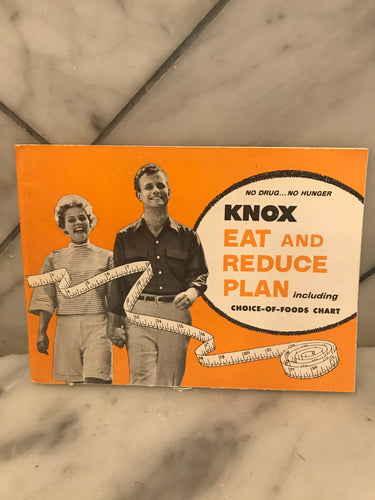 NO DRUG...NO HUNGER
KNOX
EAT AND
REDUCE
PLAN including
CHOICE-OF-FOODS CHART